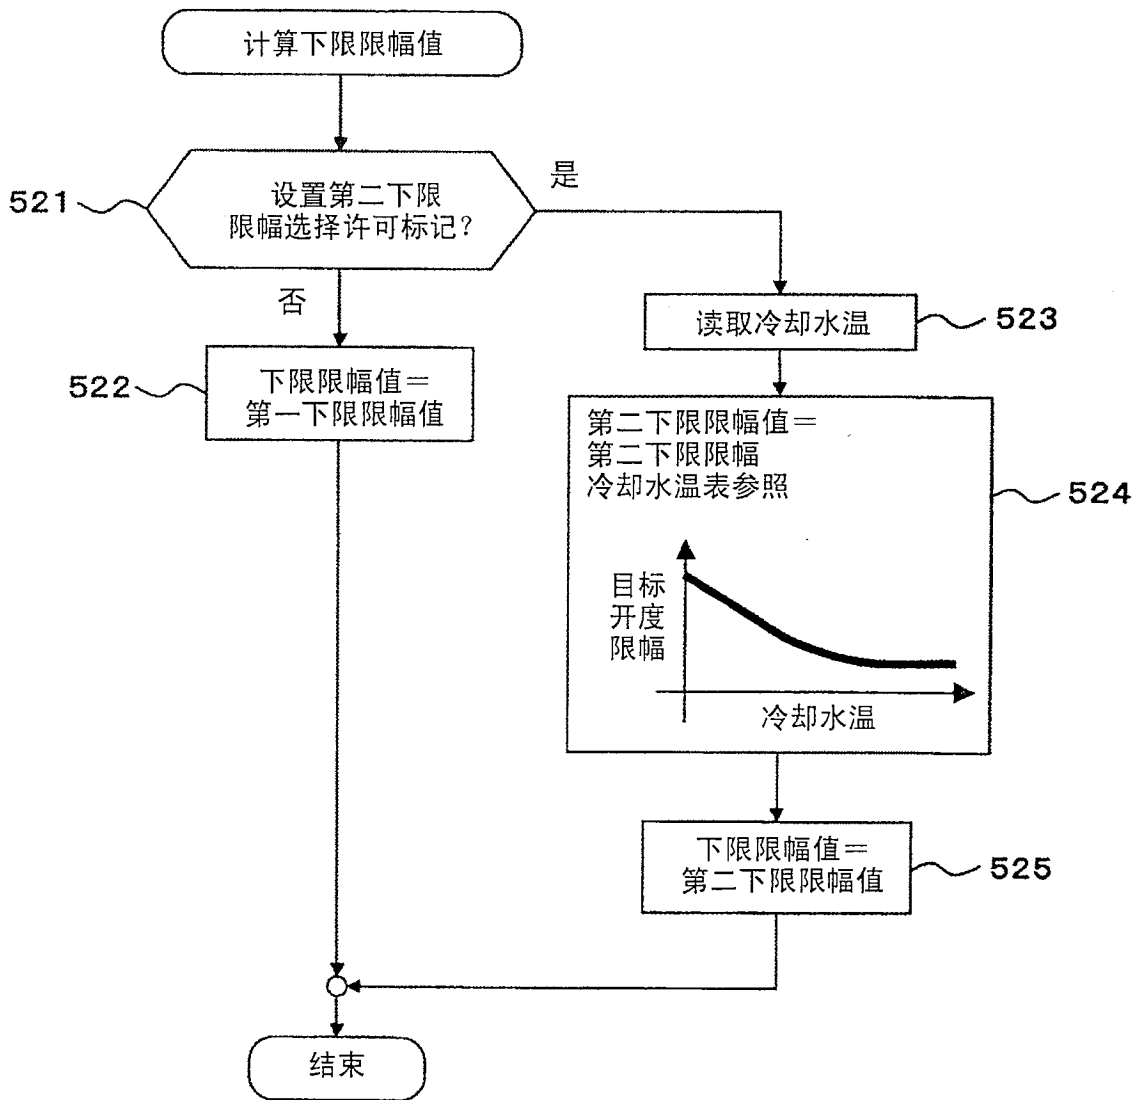 计算下限限幅值
521
设置第二下限
限幅选择许可标记?
是
否
522
下限限幅值=
第一下限限幅值
读取冷却水温
523
第二下限限幅值=
第二下限限幅
冷却水温表参照
524
目标
开度
限幅
冷却水温
下限限幅值=
第二下限限幅值
525
结束